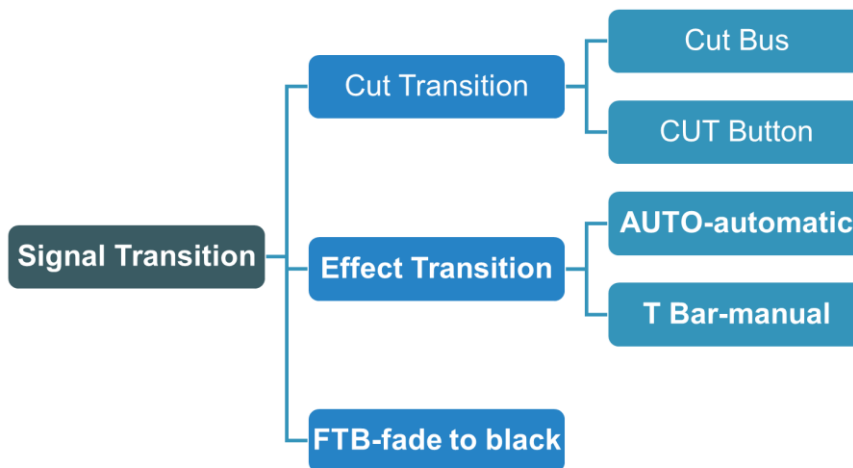 Signal Transition
Cut Transition
Cut Bus
CUT Button
Effect Transition
AUTO-automatic
T Bar-manual
FTB-fade to black